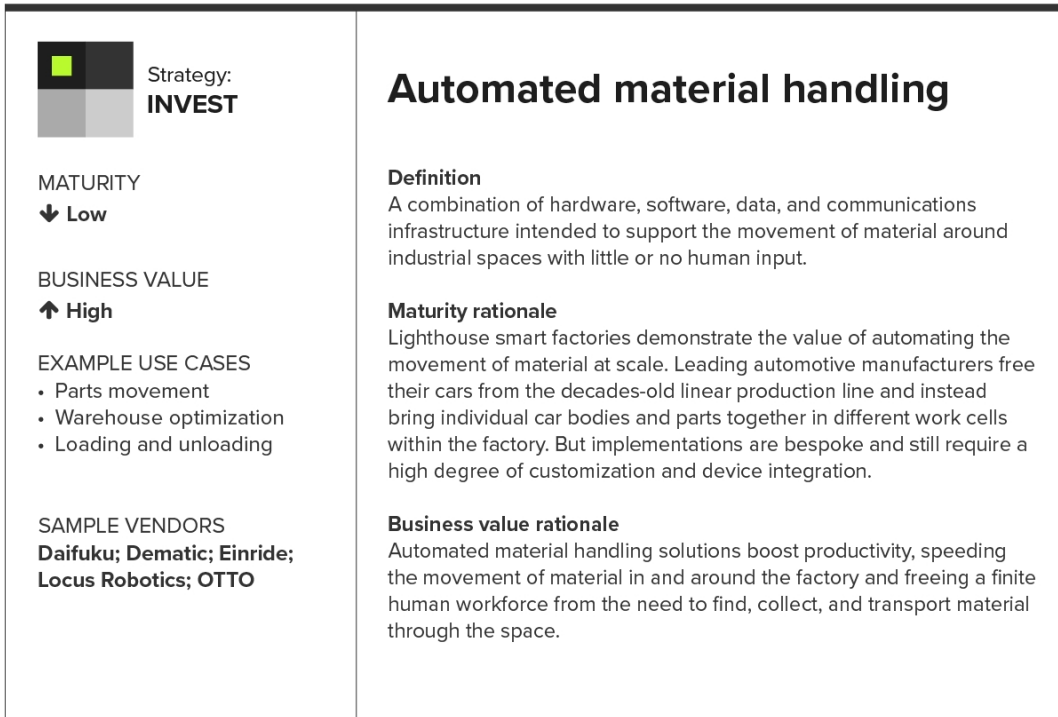 Strategy:
INVEST
MATURITY
Low
BUSINESS VALUE
High
EXAMPLE USE CASES
• Parts movement
• Warehouse optimization
• Loading and unloading
SAMPLE VENDORS
Daifuku; Dematic; Einride;
Locus Robotics; OTTO
Automated material handling
Definition
A combination of hardware, software, data, and communications
infrastructure intended to support the movement of material around
industrial spaces with little or no human input.
Maturity rationale
Lighthouse smart factories demonstrate the value of automating the
movement of material at scale. Leading automotive manufacturers free
their cars from the decades-old linear production line and instead
bring individual car bodies and parts together in different work cells
within the factory. But implementations are bespoke and still require a
high degree of customization and device integration.
Business value rationale
Automated material handling solutions boost productivity, speeding
the movement of material in and around the factory and freeing a finite
human workforce from the need to find, collect, and transport material
through the space.